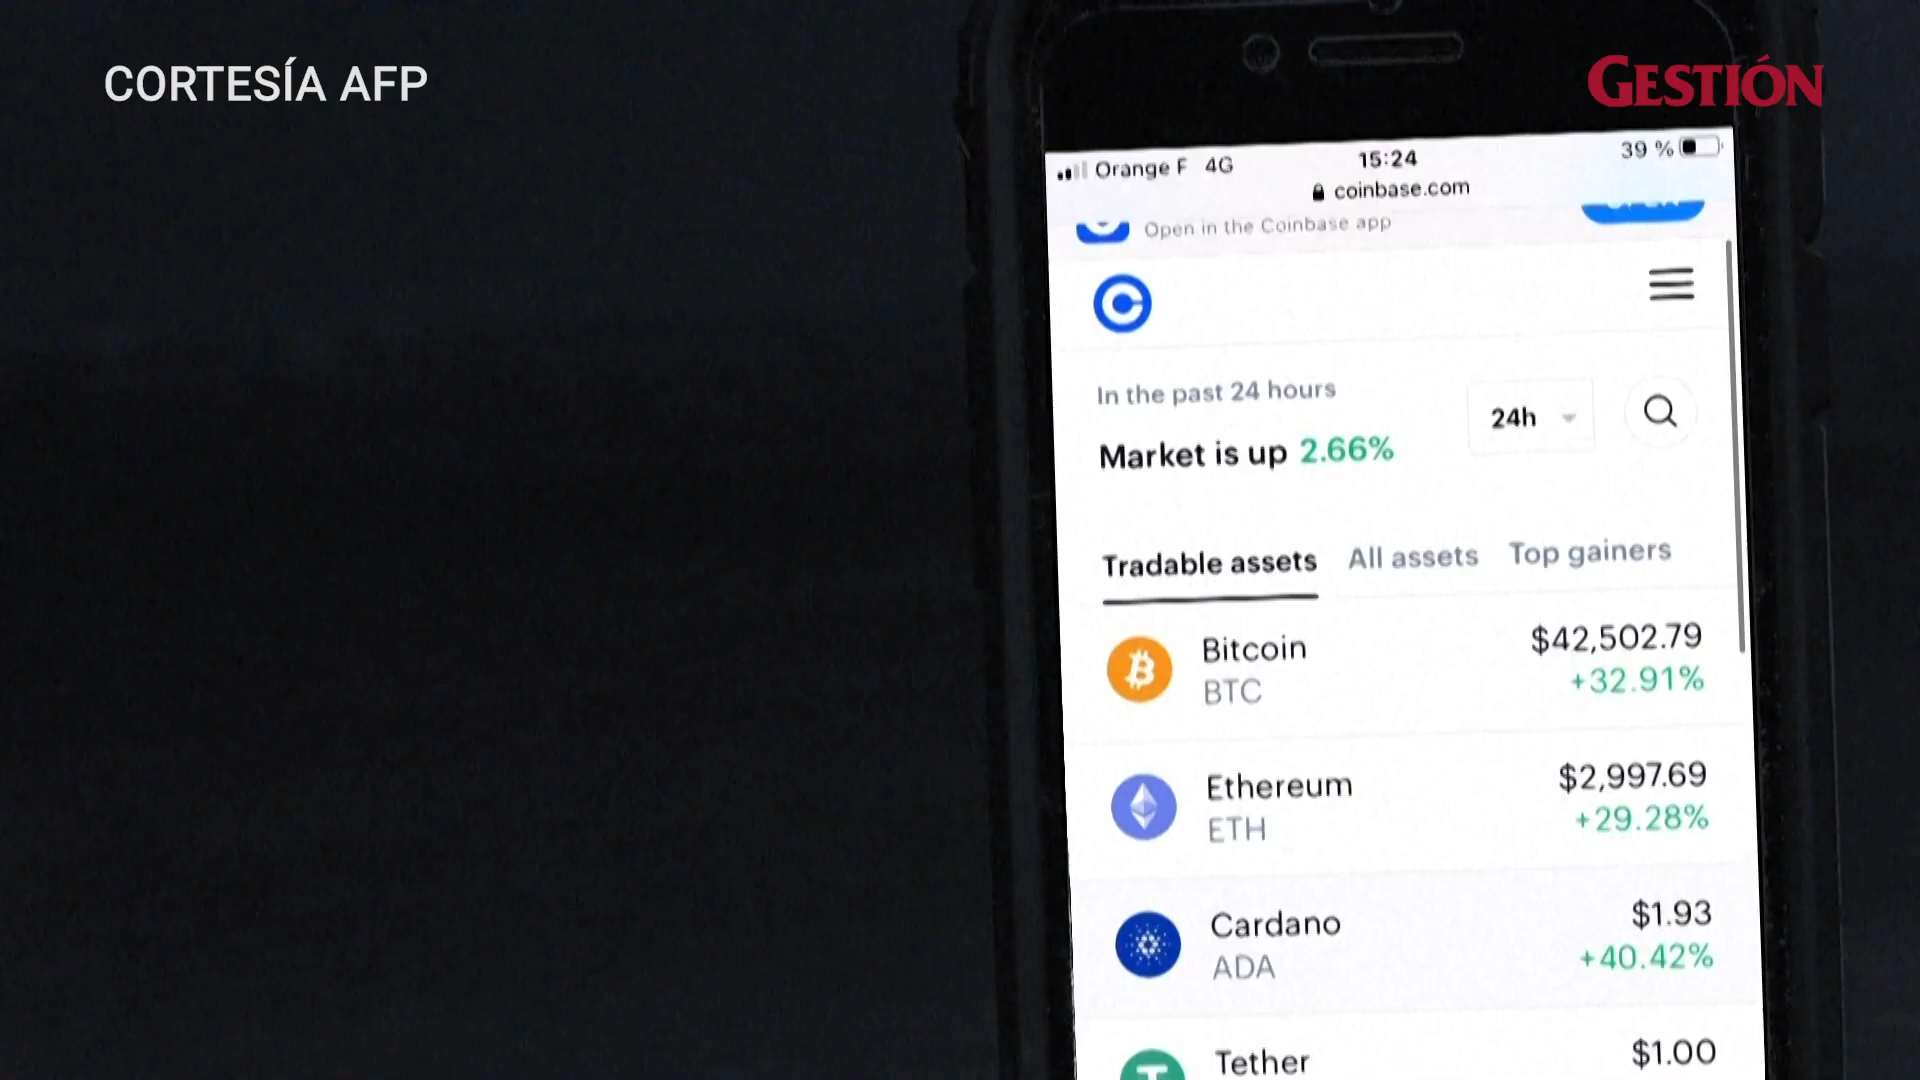 CORTESÍA AFP
GESTIÓN
Orange F 4G 15:24 39 %
coinbase.com
Open in the Coinbase app
In the past 24 hours
24h
Market is up 2.66%
Tradable assets All assets Top gainers
Bitcoin $42,502.79
BTC +32.91%
Ethereum $2,997.69
ETH +29.28%
Cardano $1.93
ADA +40.42%
Tether $1.00